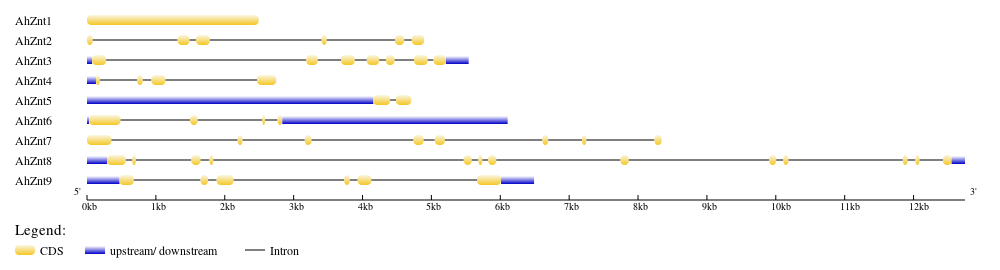 AhZnt1
AhZnt2
AhZnt3
AhZnt4
AhZnt5
AhZnt6
AhZnt7
AhZnt8
AhZnt9
5' 3'
0kb 1kb 2kb 3kb 4kb 5kb 6kb 7kb 8kb 9kb 10kb 11kb 12kb
Legend:
CDS upstream/ downstream Intron